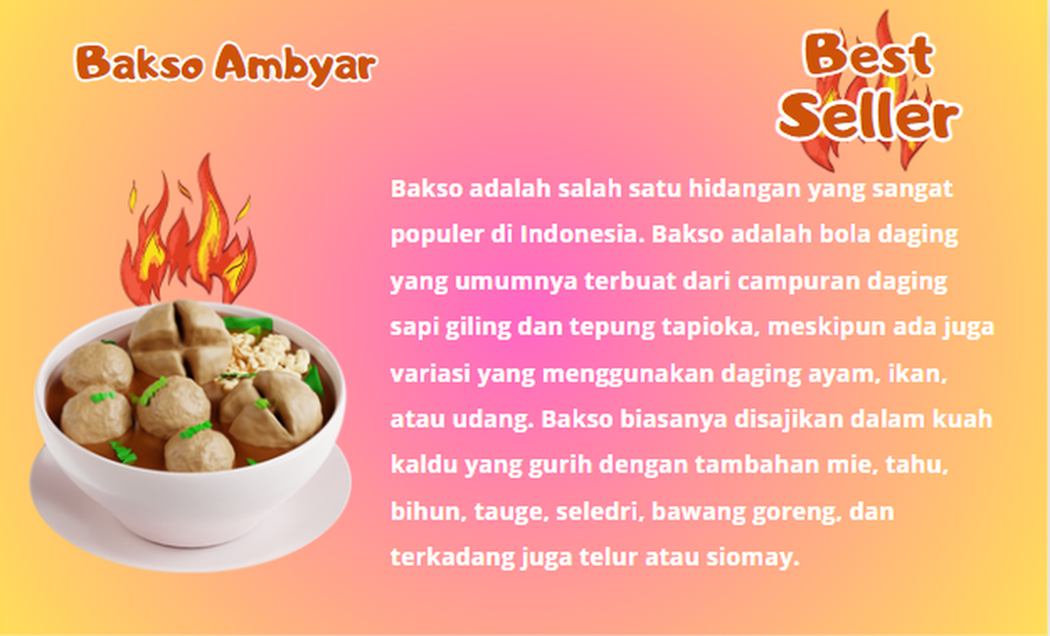 Bakso Ambyar
Best
Seller
Bakso adalah salah satu hidangan yang sangat
populer di Indonesia. Bakso adalah bola daging
yang umumnya terbuat dari campuran daging
sapi giling dan tepung tapioka, meskipun ada juga
variasi yang menggunakan daging ayam, ikan,
atau udang. Bakso biasanya disajikan dalam kuah
kaldu yang gurih dengan tambahan mie, tahu,
bihun, tauge, seledri, bawang goreng, dan
terkadang juga telur atau siomay.